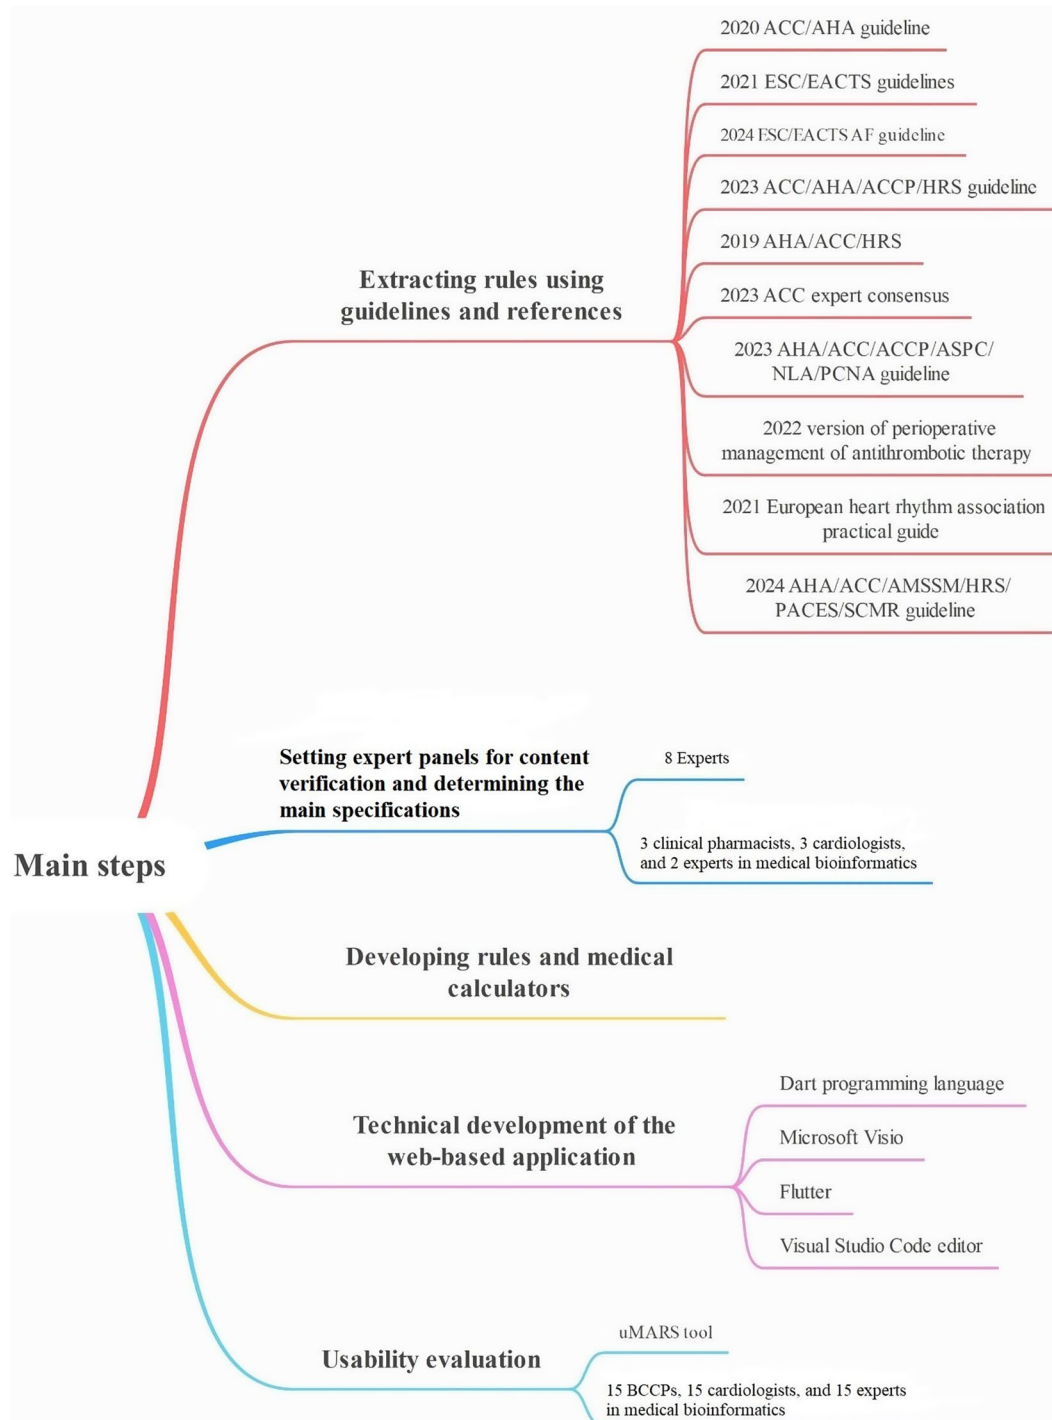 2020 ACC/AHA guideline
2021 ESC/EACTS guidelines
2024 ESC/EACTS AF guideline
2023 ACC/AHA/ACCP/HRS guideline
2019 AHA/ACC/HRS
Extracting rules using
guidelines and references
2023 ACC expert consensus
2023 AHA/ACC/ACCP/ASPC/
NLA/PCNA guideline
2022 version of perioperative
management of antithrombotic therapy
2021 European heart rhythm association
practical guide
2024 AHA/ACC/AMSSM/HRS/
PACES/SCMR guideline
Setting expert panels for content
verification and determining the
main specifications
8 Experts
3 clinical pharmacists, 3 cardiologists,
and 2 experts in medical bioinformatics
Main steps
Developing rules and medical
calculators
Technical development of the
web-based application
Dart programming language
Microsoft Visio
Flutter
Visual Studio Code editor
Usability evaluation
uMARS tool
15 BCCPs, 15 cardiologists, and 15 experts
in medical bioinformatics